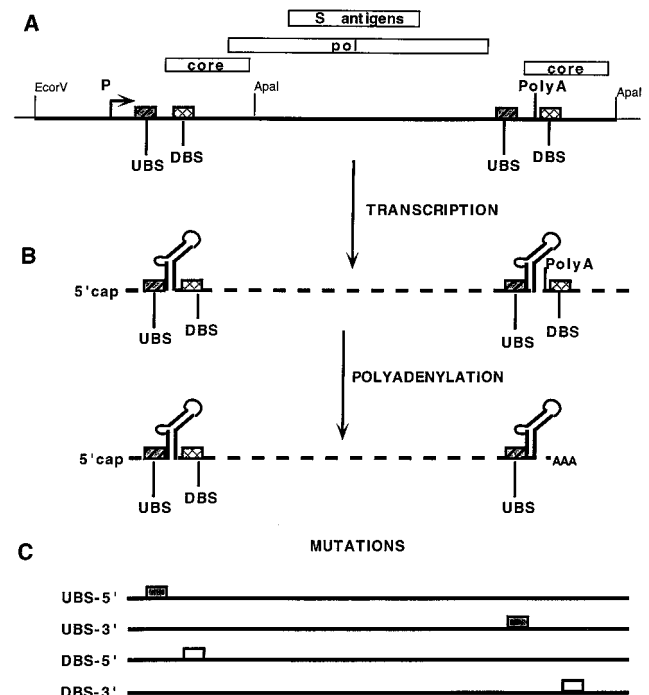 A
S antigens
pol
core
core
EcorV
P
ApaI
PolyA
ApaI
UBS
DBS
UBS
DBS
TRANSCRIPTION
B
PolyA
5'cap
UBS
DBS
UBS
DBS
POLYADENYLATION
5'cap
AAA
UBS
DBS
UBS
C
MUTATIONS
UBS-5'
UBS-3'
DBS-5'
DBS-3'